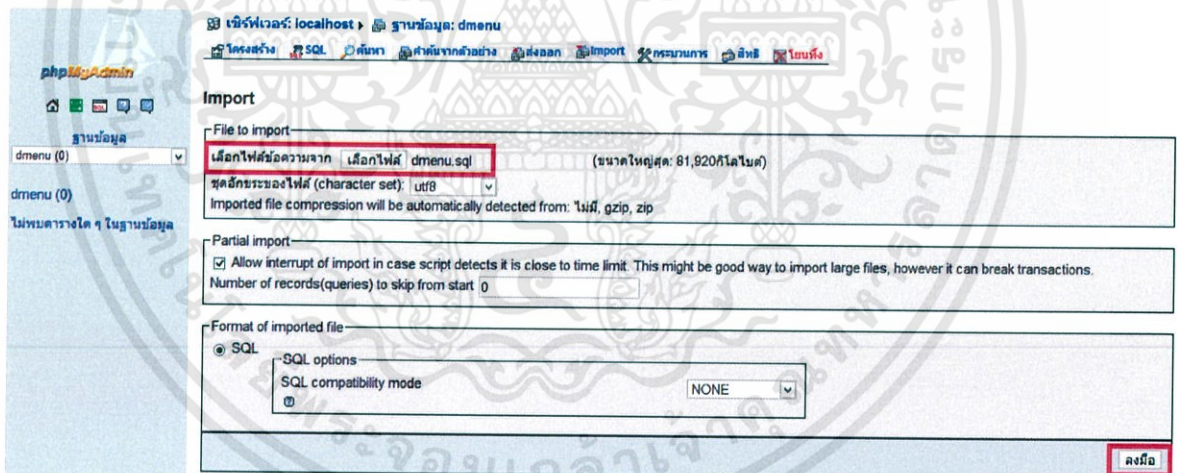 phpMyAdmin
ฐานข้อมูล
dmenu (0)
dmenu (0)
ไม่พบตารางใด ๆ ในฐานข้อมูล
เซิร์ฟเวอร์: localhost ฐานข้อมูล: dmenu
โครงสร้าง SQL ค้นหา คำค้นจากตัวอย่าง ส่งออก Import กระบวนการ สิทธิ โยนทิ้ง
Import
File to import
เลือกไฟล์ข้อความจาก เลือกไฟล์ dmenu.sql (ขนาดใหญ่สุด: 81,920กิโลไบต์)
ชุดอักขระของไฟล์ (character set): utf8
Imported file compression will be automatically detected from: ไม่มี, gzip, zip
Partial import
Allow interrupt of import in case script detects it is close to time limit. This might be good way to import large files, however it can break transactions.
Number of records(queries) to skip from start 0
Format of imported file
SQL
SQL options
SQL compatibility mode NONE
ลงมือ